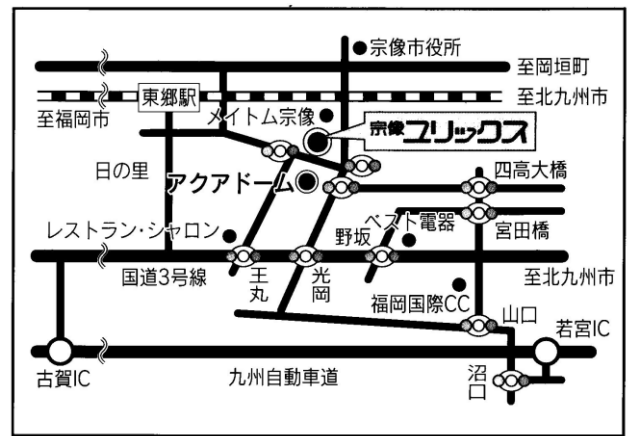 宗像市役所
至岡垣町
東郷駅
至福岡市
メイトム宗像
至北九州市
宗像ユリックス
日の里
アクアドーム
四高大橋
レストラン・シャロン
野坂
ベスト電器
宮田橋
国道3号線
王丸
光岡
至北九州市
福岡国際CC
山口
若宮IC
古賀IC
九州自動車道
沼口